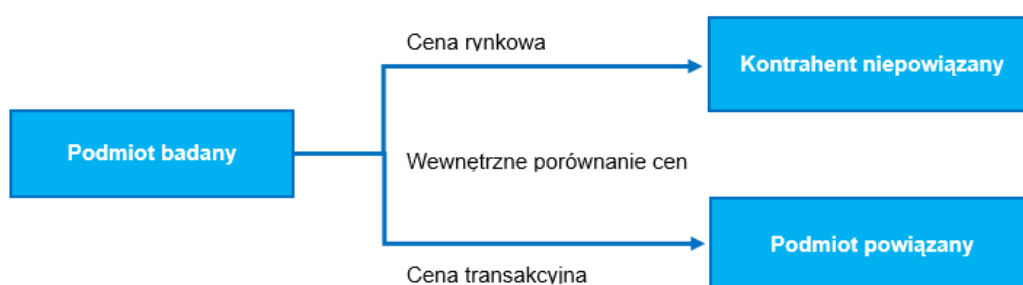 Cena rynkowa
Kontrahent niepowiązany
Podmiot badany
Wewnętrzne porównanie cen
Podmiot powiązany
Cena transakcyjna